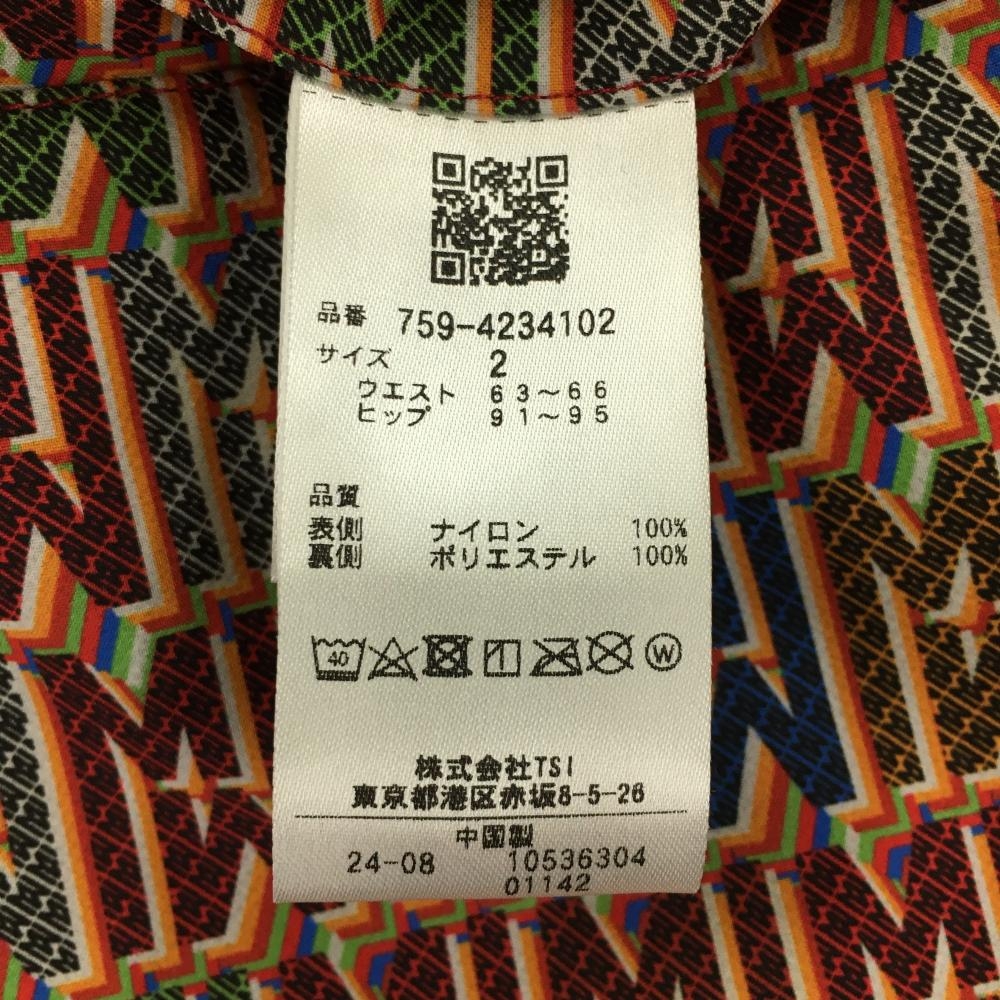 品番 759-4234102
サイズ 2
ウエスト 63～66
ヒップ 91～95
品質
表側 ナイロン 100%
裏側 ポリエステル 100%
40 W
株式会社TSI
東京都港区赤坂8-5-26
中国製
24-08 10536304
01142